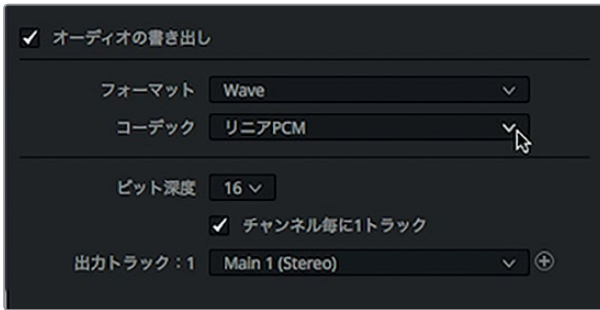 オーディオの書き出し
フォーマット Wave
コーデック リニアPCM
ビット深度 16
チャンネル毎に1トラック
出力トラック：1 Main 1 (Stereo)